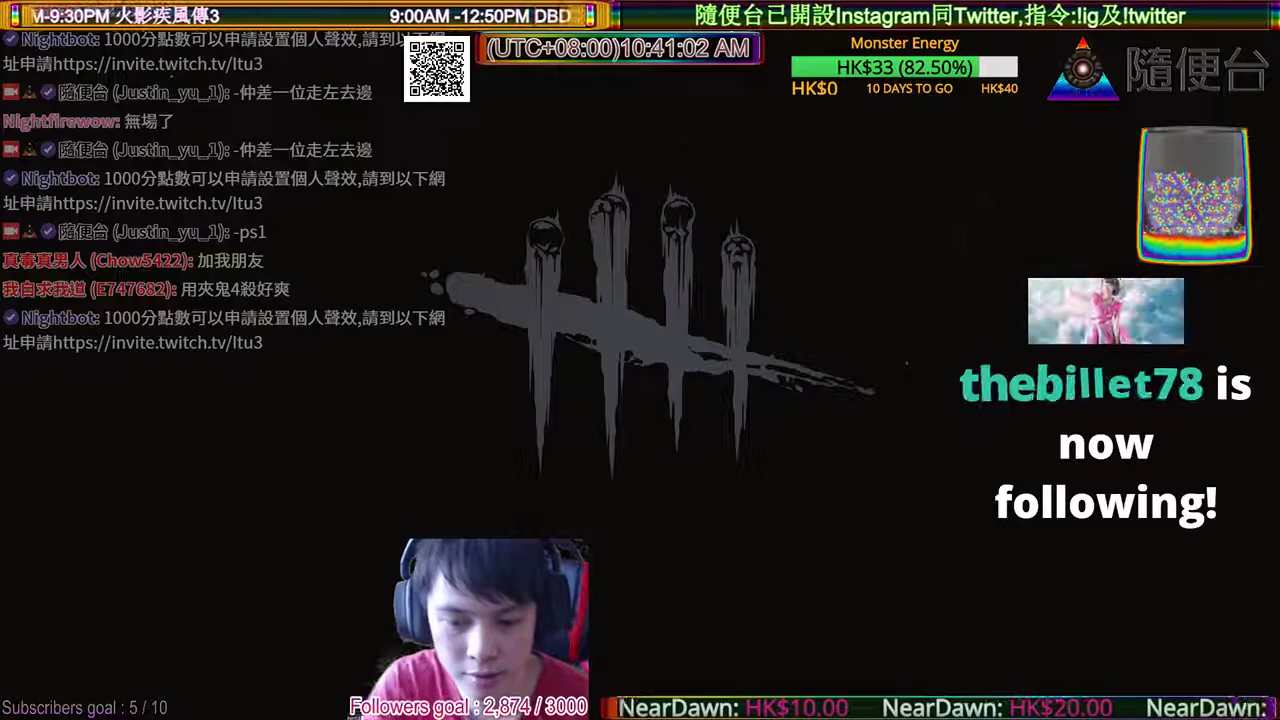 M-9:30PM 火影疾風傳3
9:00AM -12:50PM DBD
隨便台已開設Instagram同Twitter,指令:!ig及!twitter
Nightbot: 1000分點數可以申請設置個人聲效,請到以下網
址申請https://invite.twitch.tv/ltu3
隨便台 (Justin_yu_1): -仲差一位走左去邊
Nightfirewow: 無場了
隨便台 (Justin_yu_1): -仲差一位走左去邊
Nightbot: 1000分點數可以申請設置個人聲效,請到以下網
址申請https://invite.twitch.tv/ltu3
隨便台 (Justin_yu_1): -ps1
真毒真男人 (Chow5422): 加我朋友
我自求我道 (E747682): 用夾鬼4殺好爽
Nightbot: 1000分點數可以申請設置個人聲效,請到以下網
址申請https://invite.twitch.tv/ltu3
(UTC+08:00)10:41:02 AM
Monster Energy
HK$33 (82.50%)
HK$0 10 DAYS TO GO HK$40
隨便台
thebillet78 is
now
following!
Subscribers goal : 5 / 10
Followers goal : 2,874 / 3000
NearDawn: HK$10.00 NearDawn: HK$20.00 NearDawn: